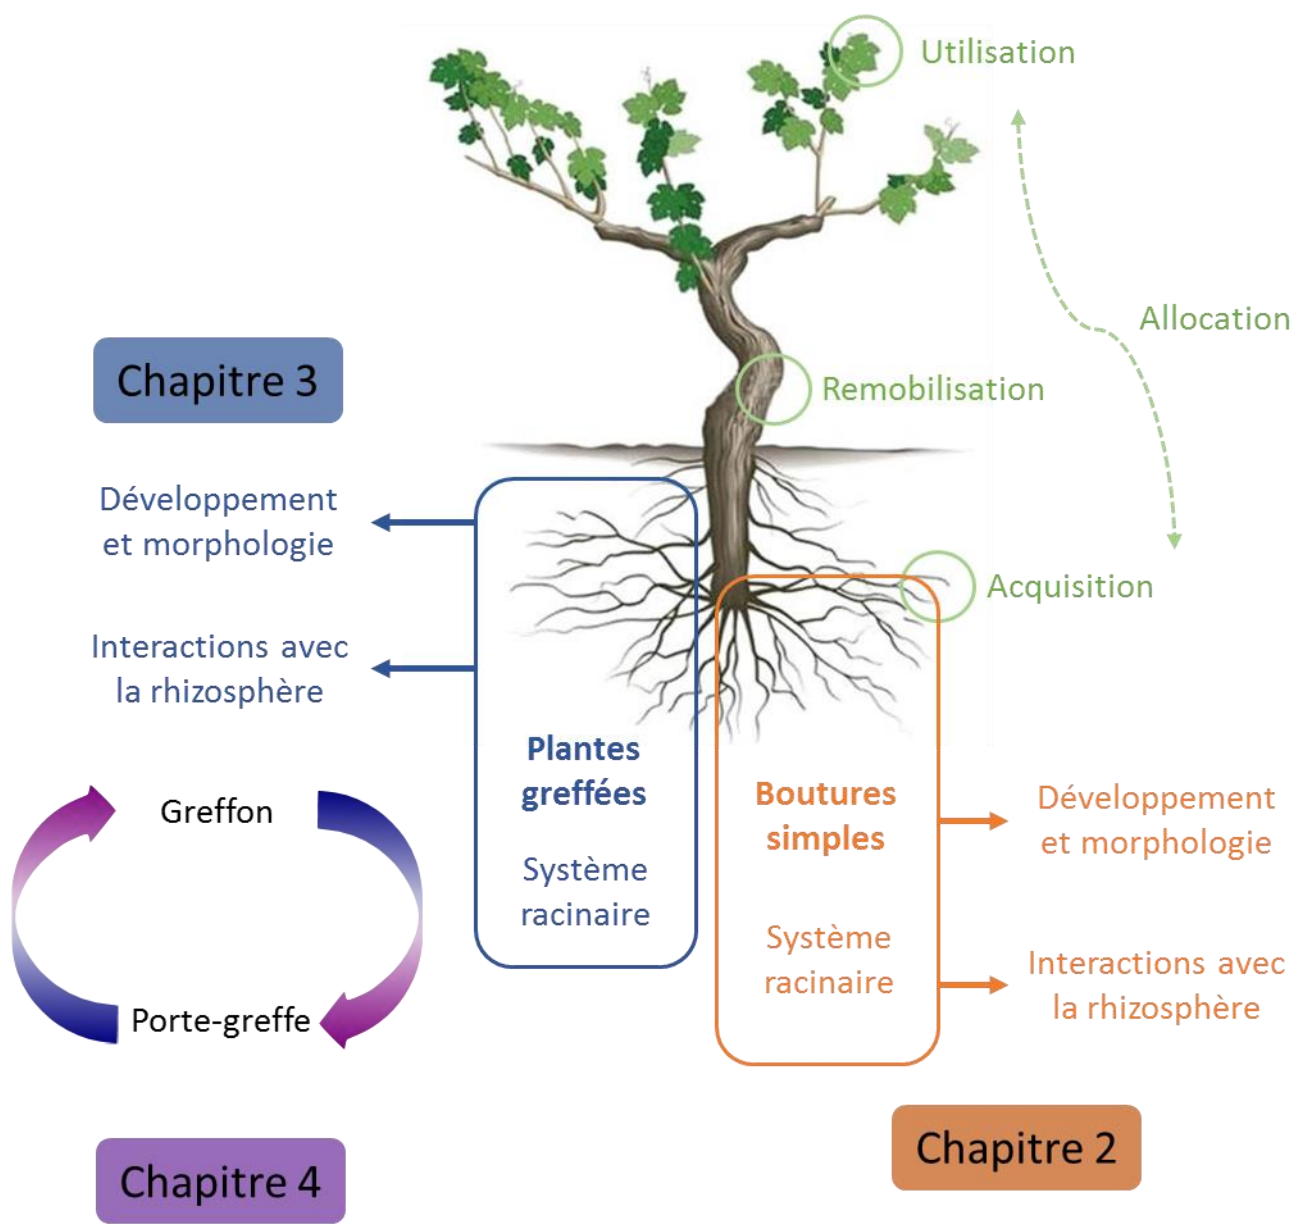 Utilisation
Allocation
Remobilisation
Acquisition
Chapitre 3
Développement
et morphologie
Interactions avec
la rhizosphère
Plantes
greffées
Système
racinaire
Boutures
simples
Système
racinaire
Développement
et morphologie
Interactions avec
la rhizosphère
Greffon
Porte-greffe
Chapitre 4
Chapitre 2